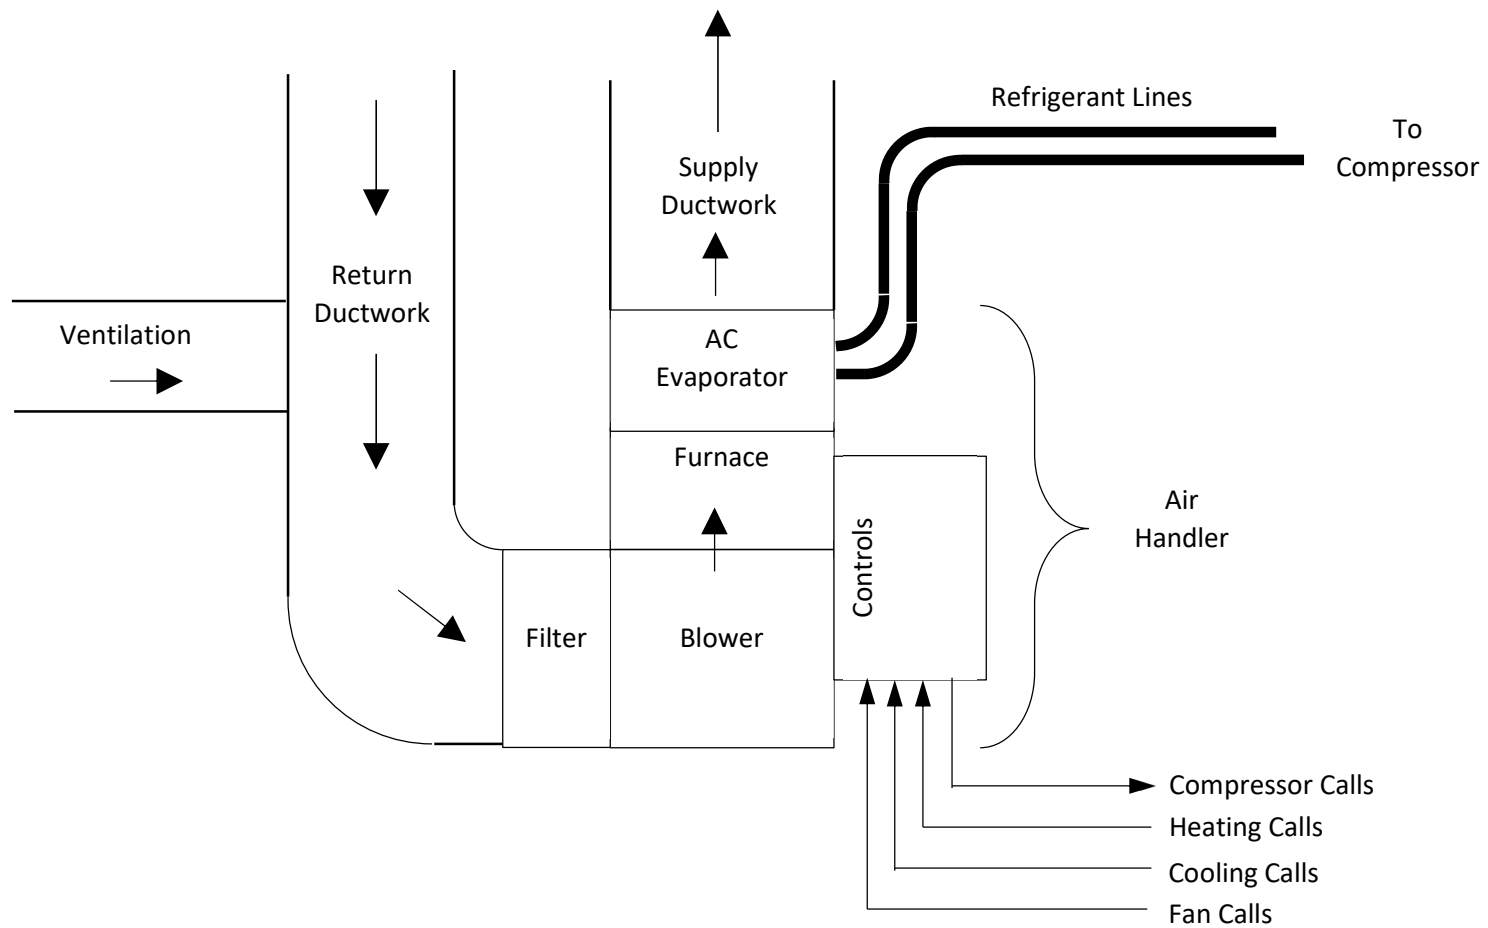 Refrigerant Lines
To
Compressor
Supply
Ductwork
Return
Ductwork
Ventilation
AC
Evaporator
Furnace
Air
Handler
Controls
Filter
Blower
Compressor Calls
Heating Calls
Cooling Calls
Fan Calls